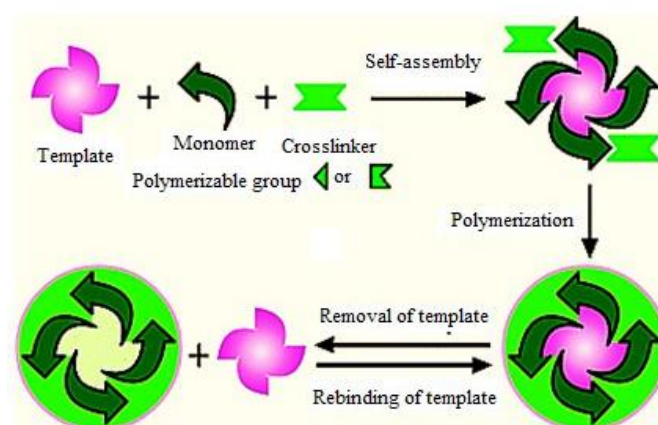 Self-assembly
Template
Monomer
Crosslinker
Polymerizable group
or
Polymerization
Removal of template
Rebinding of template